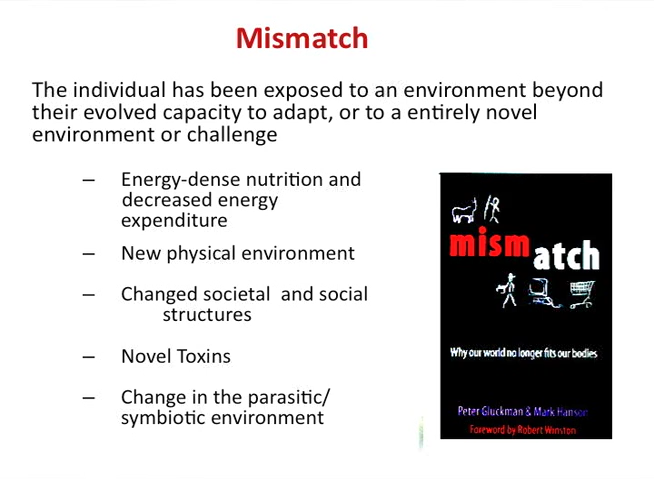 Mismatch
The individual has been exposed to an environment beyond
their evolved capacity to adapt, or to a entirely novel
environment or challenge
– Energy-dense nutrition and
decreased energy
expenditure
– New physical environment
– Changed societal and social
structures
– Novel Toxins
– Change in the parasitic/
symbiotic environment
mismatch
Why our world no longer fits our bodies
Peter Gluckman & Mark Hanson
Foreword by Robert Winston